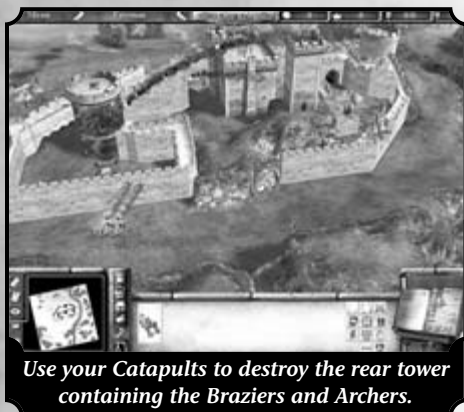 Use your Catapults to destroy the rear tower
containing the Braziers and Archers.